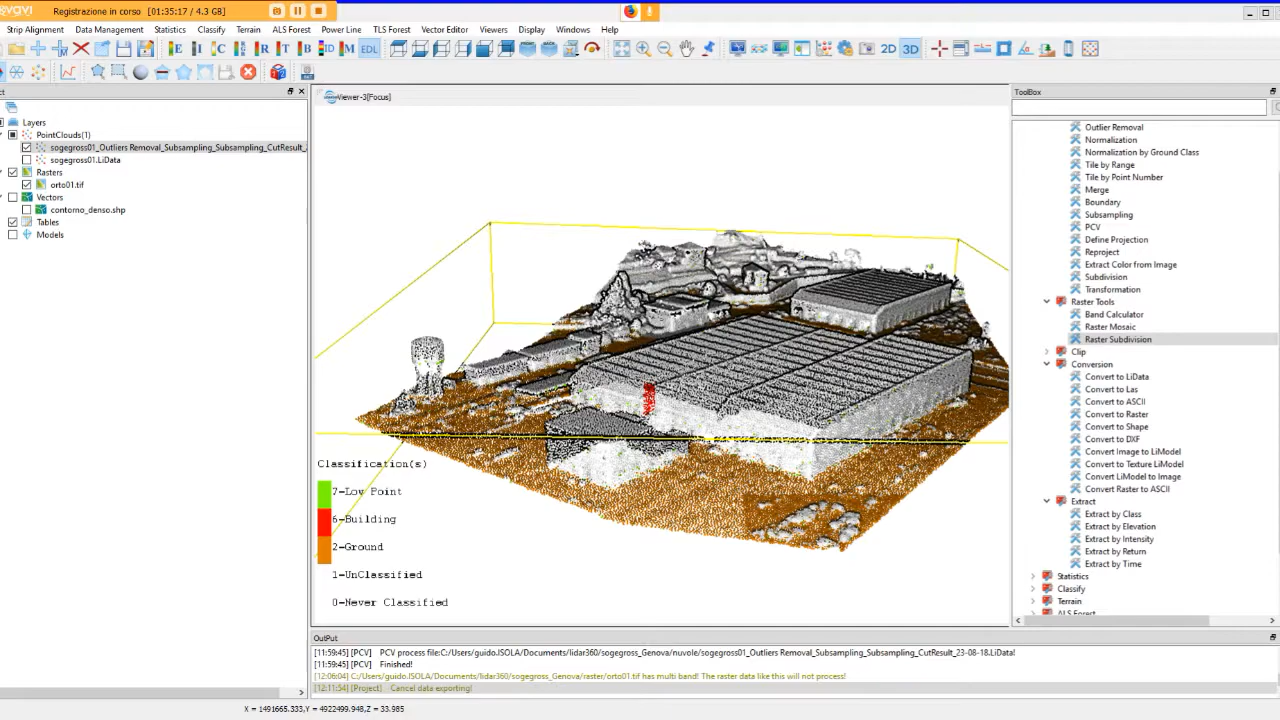 Registrazione in corso [01:35:17 / 4.3 GB]
Strip Alignment Data Management Statistics Classify Terrain ALS Forest Power Line TLS Forest Vector Editor Viewers Display Windows Help
EDL 2D 3D
Viewer-3[Focus]
ToolBox
Layers
PointClouds(1)
sogegross01_Outliers Removal_Subsampling_Subsampling_CutResult_
sogegross01.LiData
Rasters
orto01.tif
Vectors
contorno_denso.shp
Tables
Models
Classification(s)
7-Low Point
6-Building
2-Ground
1-UnClassified
0-Never Classified
Outlier Removal
Normalization
Normalization by Ground Class
Tile by Range
Tile by Point Number
Merge
Boundary
Subsampling
PCV
Define Projection
Reproject
Extract Color from Image
Subdivision
Transformation
Raster Tools
Band Calculator
Raster Mosaic
Raster Subdivision
Clip
Conversion
Convert to LiData
Convert to Las
Convert to ASCII
Convert to Raster
Convert to Shape
Convert to DXF
Convert Image to LiModel
Convert to Texture LiModel
Convert LiModel to Image
Convert Raster to ASCII
Extract
Extract by Class
Extract by Elevation
Extract by Intensity
Extract by Return
Extract by Time
Statistics
Classify
Terrain
ALS Forest
OutPut
[11:59:45] [PCV] PCV process file:C:/Users/guido.ISOLA/Documents/lidar360/sogegross_Genova/nuvole/sogegross01_Outliers Removal_Subsampling_Subsampling_CutResult_23-08-18.LiData!
[11:59:45] [PCV] Finished!
[12:06:04] C:/Users/guido.ISOLA/Documents/lidar360/sogegross_Genova/raster/orto01.tif has multi band! The raster data like this will not process!
[12:11:54] [Project] Cancel data exporting!
X = 1491665.333, Y = 4922499.948, Z = 33.985